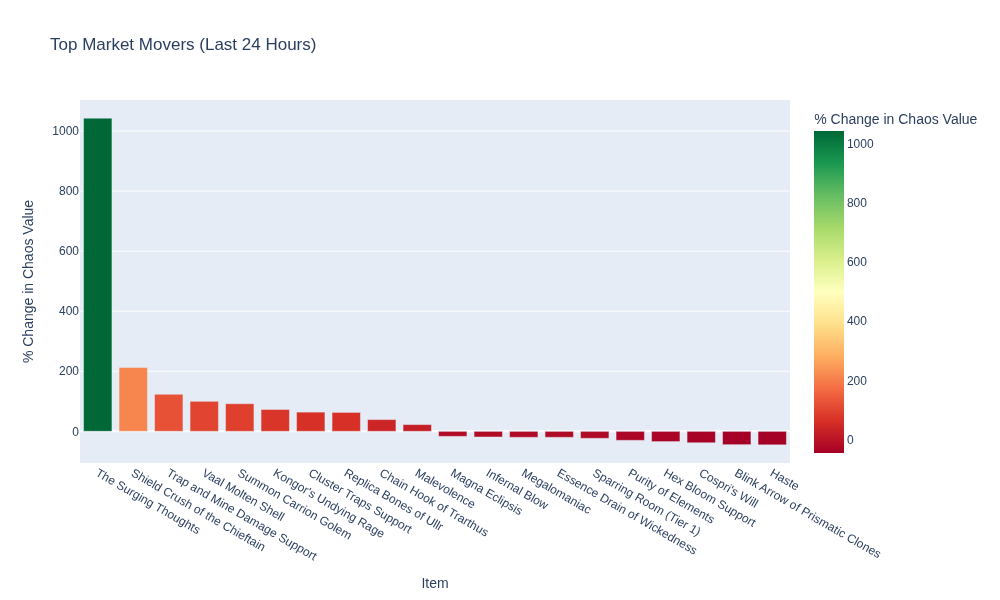 Top Market Movers (Last 24 Hours)
% Change in Chaos Value
1000
800
600
400
200
0
% Change in Chaos Value
1000
800
600
400
200
0
The Surging Thoughts
Shield Crush of the Chieftain
Trap and Mine Damage Support
Vaal Molten Shell
Summon Carrion Golem
Kongor's Undying Rage
Cluster Traps Support
Replica Bones of Ullr
Chain Hook of Trarthus
Malevolence
Magna Eclipsis
Infernal Blow
Megalomaniac
Essence Drain of Wickedness
Sparring Room (Tier 1)
Purity of Elements
Hex Bloom Support
Cospri's Will
Blink Arrow of Prismatic Clones
Haste
Item